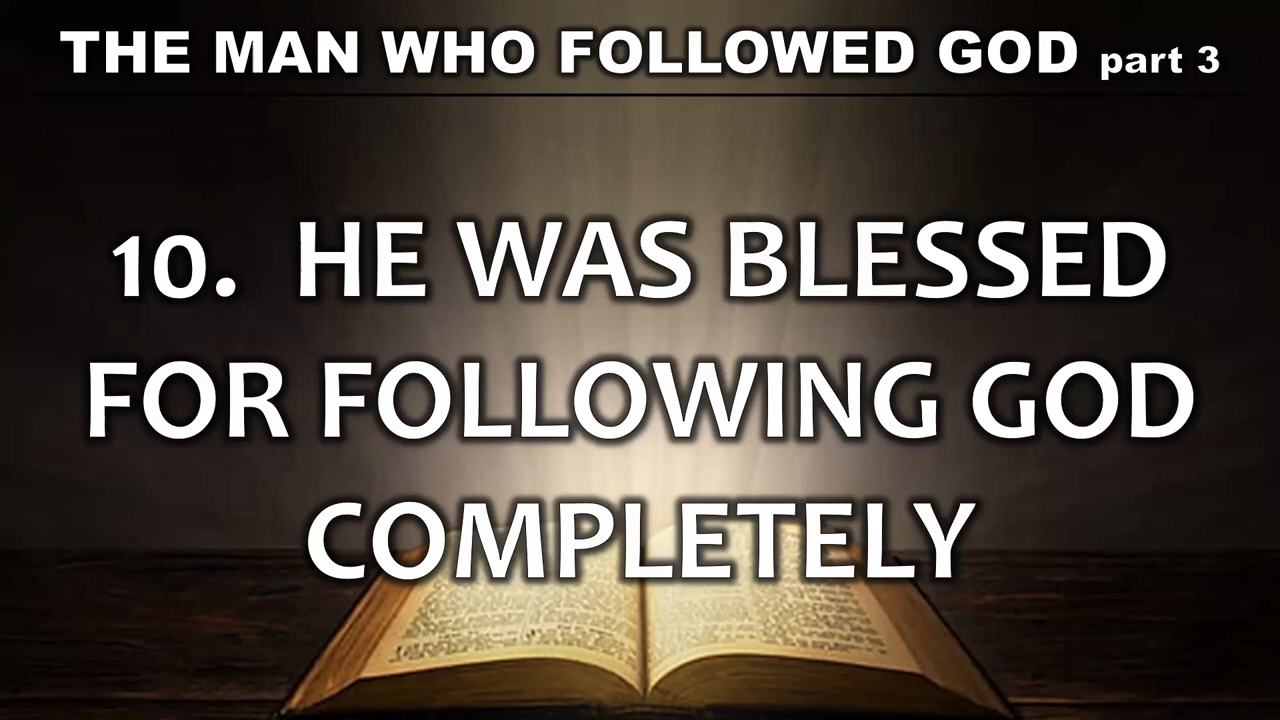 THE MAN WHO FOLLOWED GOD part 3
10. HE WAS BLESSED
FOR FOLLOWING GOD
COMPLETELY